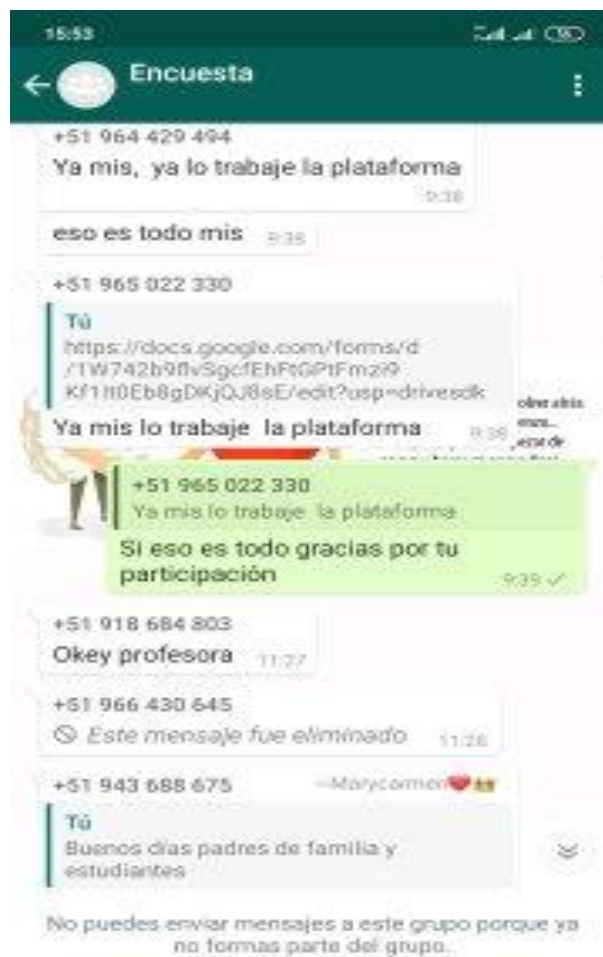 15:53
Encuesta
+51 964 429 494
Ya mis, ya lo trabaje la plataforma
9:38
eso es todo mis 9:38
+51 965 022 330
Tú
https://docs.google.com/forms/d
Ya mis lo trabaje la plataforma 9:38
+51 965 022 330
Ya mis lo trabaje la plataforma
Si eso es todo gracias por tu
participación 9:39
+51 918 684 803
Okey profesora 11:27
+51 966 430 645
Este mensaje fue eliminado 11:28
+51 943 688 675 ~Marycarmen
Tú
Buenos días padres de familia y
estudiantes
No puedes enviar mensajes a este grupo porque ya
no formas parte del grupo.